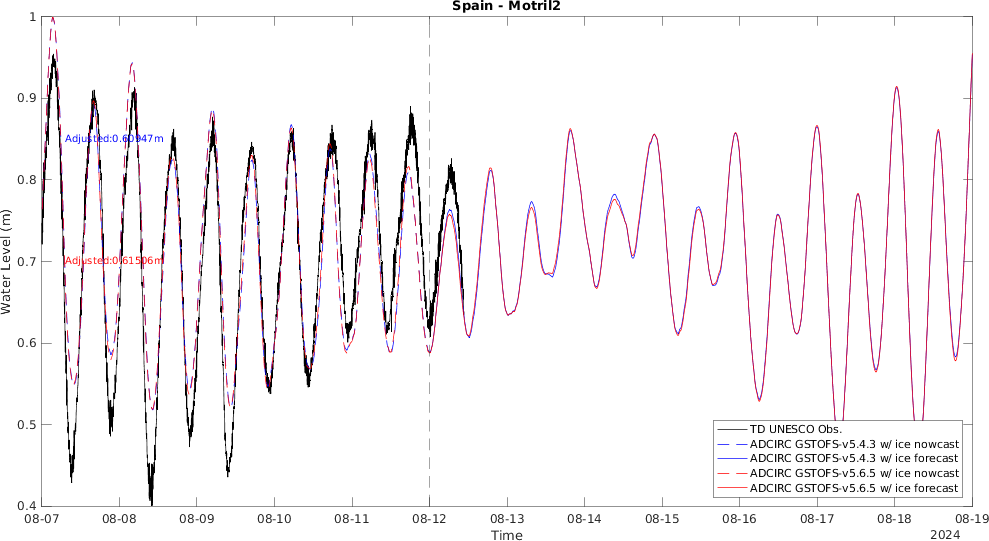 Spain - Motril2
1
0.9
0.8
0.7
0.6
0.5
0.4
Water Level (m)
Adjusted:0.60947m
Adjusted:0.61506m
TD UNESCO Obs.
ADCIRC GSTOFS-v5.4.3 w/ ice nowcast
ADCIRC GSTOFS-v5.4.3 w/ ice forecast
ADCIRC GSTOFS-v5.6.5 w/ ice nowcast
ADCIRC GSTOFS-v5.6.5 w/ ice forecast
08-07 08-08 08-09 08-10 08-11 08-12 08-13 08-14 08-15 08-16 08-17 08-18 08-19
Time
2024